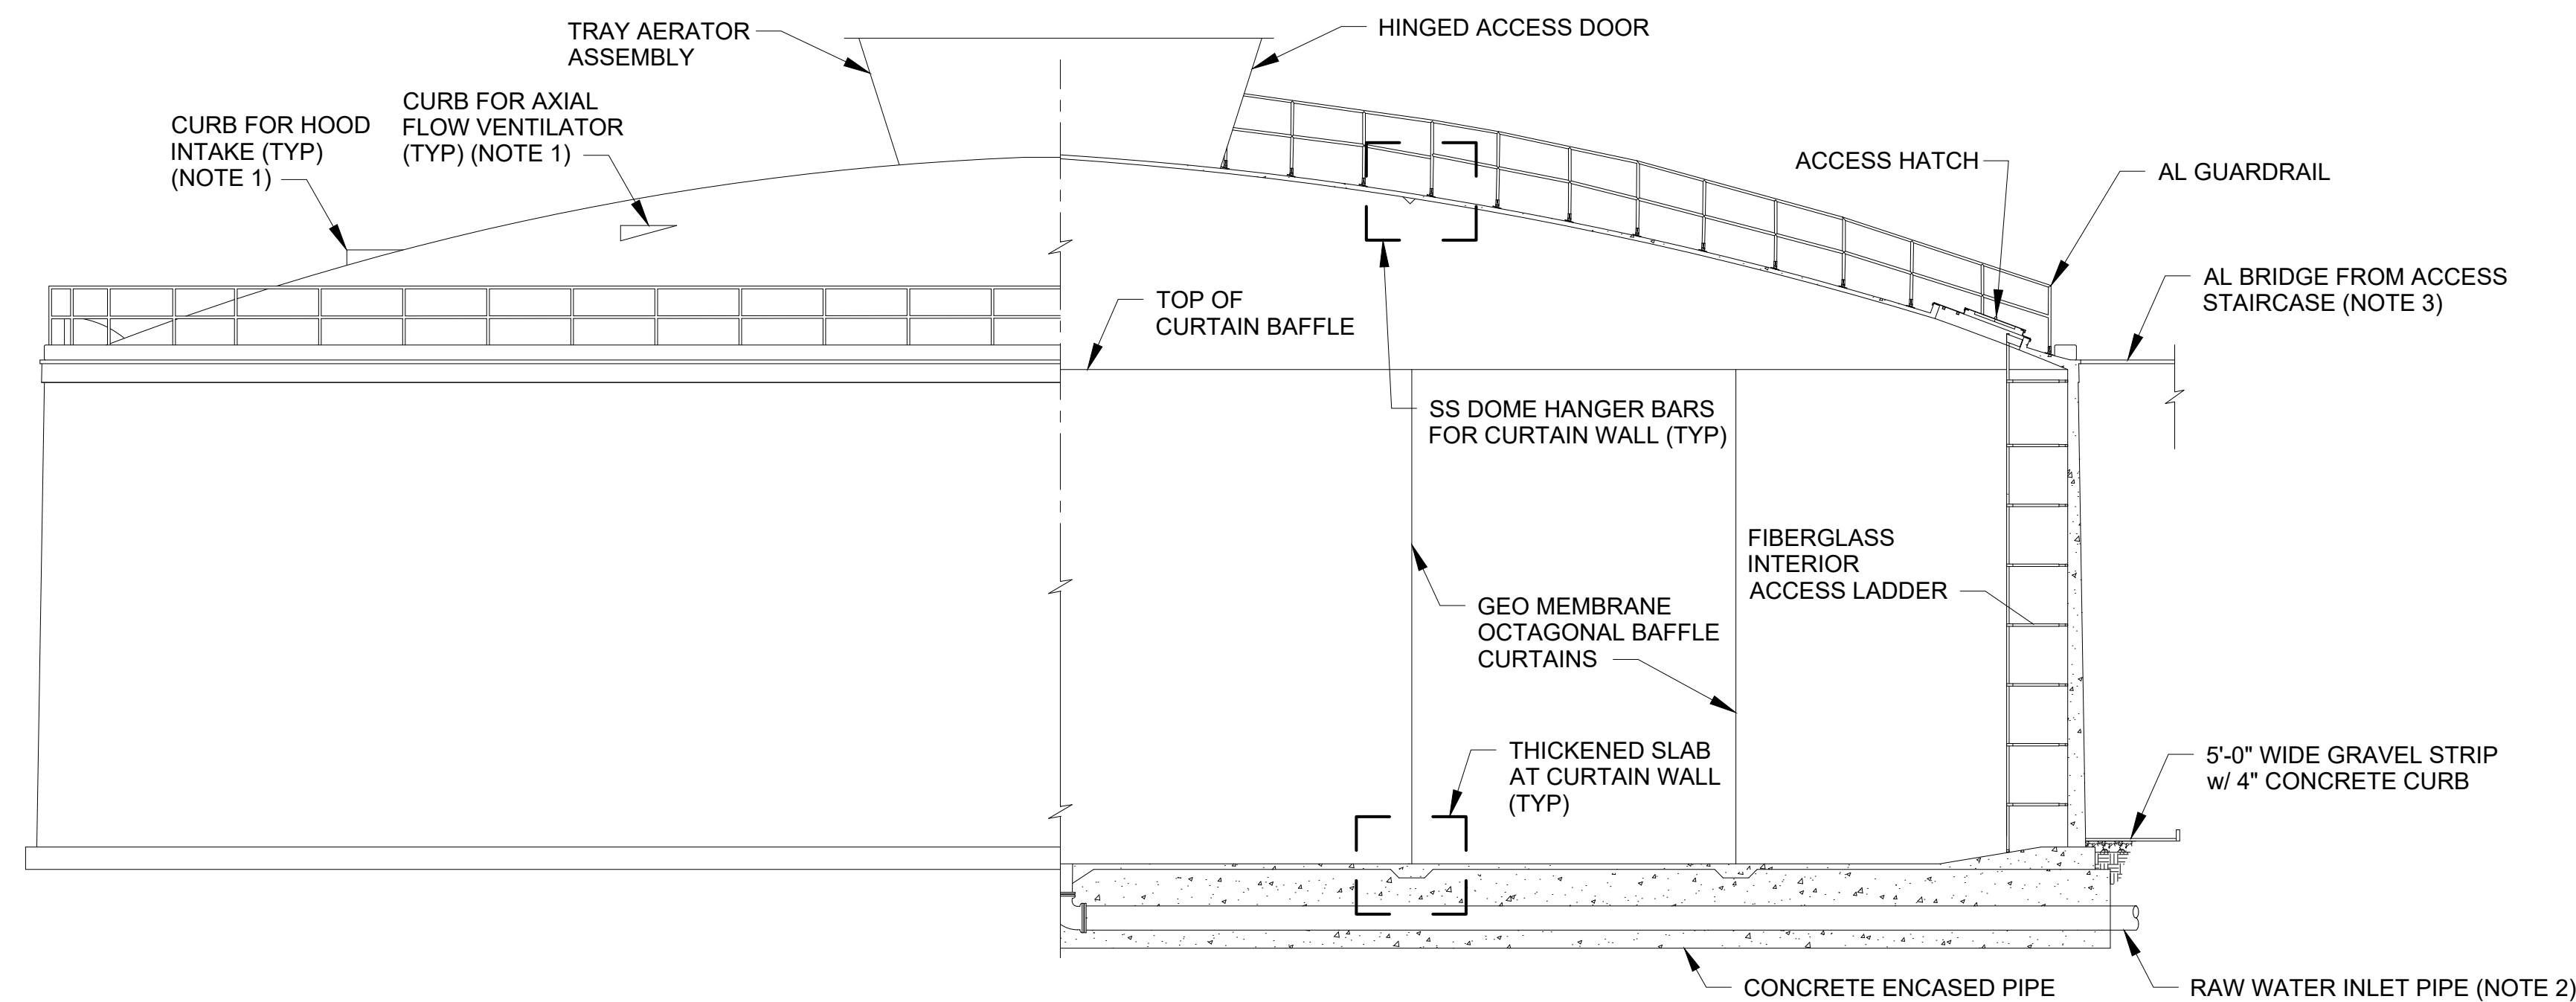 TRAY AERATOR
ASSEMBLY
HINGED ACCESS DOOR
CURB FOR AXIAL
FLOW VENTILATOR
(TYP) (NOTE 1)
CURB FOR HOOD
INTAKE (TYP)
(NOTE 1)
ACCESS HATCH
AL GUARDRAIL
AL BRIDGE FROM ACCESS
STAIRCASE (NOTE 3)
TOP OF
CURTAIN BAFFLE
SS DOME HANGER BARS
FOR CURTAIN WALL (TYP)
FIBERGLASS
INTERIOR
ACCESS LADDER
GEO MEMBRANE
OCTAGONAL BAFFLE
CURTAINS
THICKENED SLAB
AT CURTAIN WALL
(TYP)
5'-0" WIDE GRAVEL STRIP
w/ 4" CONCRETE CURB
CONCRETE ENCASED PIPE
RAW WATER INLET PIPE (NOTE 2)